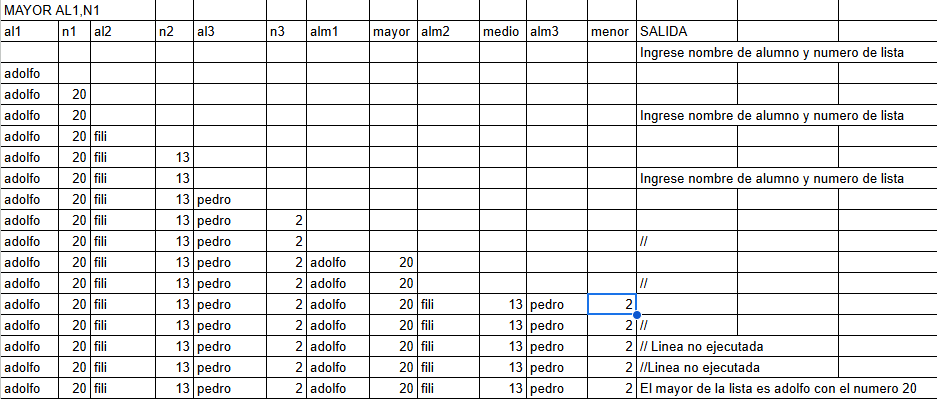 MAYOR AL1,N1
al1 n1 al2 n2 al3 n3 alm1 mayor alm2 medio alm3 menor SALIDA
Ingrese nombre de alumno y numero de lista
adolfo
adolfo 20
adolfo 20 Ingrese nombre de alumno y numero de lista
adolfo 20 fili
adolfo 20 fili 13
adolfo 20 fili 13 Ingrese nombre de alumno y numero de lista
adolfo 20 fili 13 pedro
adolfo 20 fili 13 pedro 2
adolfo 20 fili 13 pedro 2 //
adolfo 20 fili 13 pedro 2 adolfo 20
adolfo 20 fili 13 pedro 2 adolfo 20 //
adolfo 20 fili 13 pedro 2 adolfo 20 fili 13 pedro 2
adolfo 20 fili 13 pedro 2 adolfo 20 fili 13 pedro 2 //
adolfo 20 fili 13 pedro 2 adolfo 20 fili 13 pedro 2 // Linea no ejecutada
adolfo 20 fili 13 pedro 2 adolfo 20 fili 13 pedro 2 //Linea no ejecutada
adolfo 20 fili 13 pedro 2 adolfo 20 fili 13 pedro 2 El mayor de la lista es adolfo con el numero 20